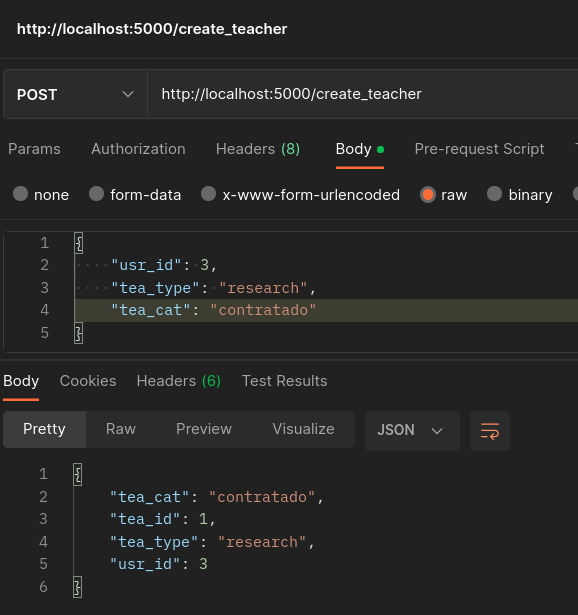 http://localhost:5000/create_teacher
POST http://localhost:5000/create_teacher
Params Authorization Headers (8) Body Pre-request Script
none form-data x-www-form-urlencoded raw binary
1 {
2 "usr_id": 3,
3 "tea_type": "research",
4 "tea_cat": "contratado"
5 }
Body Cookies Headers (6) Test Results
Pretty Raw Preview Visualize JSON
1 {
2 "tea_cat": "contratado",
3 "tea_id": 1,
4 "tea_type": "research",
5 "usr_id": 3
6 }